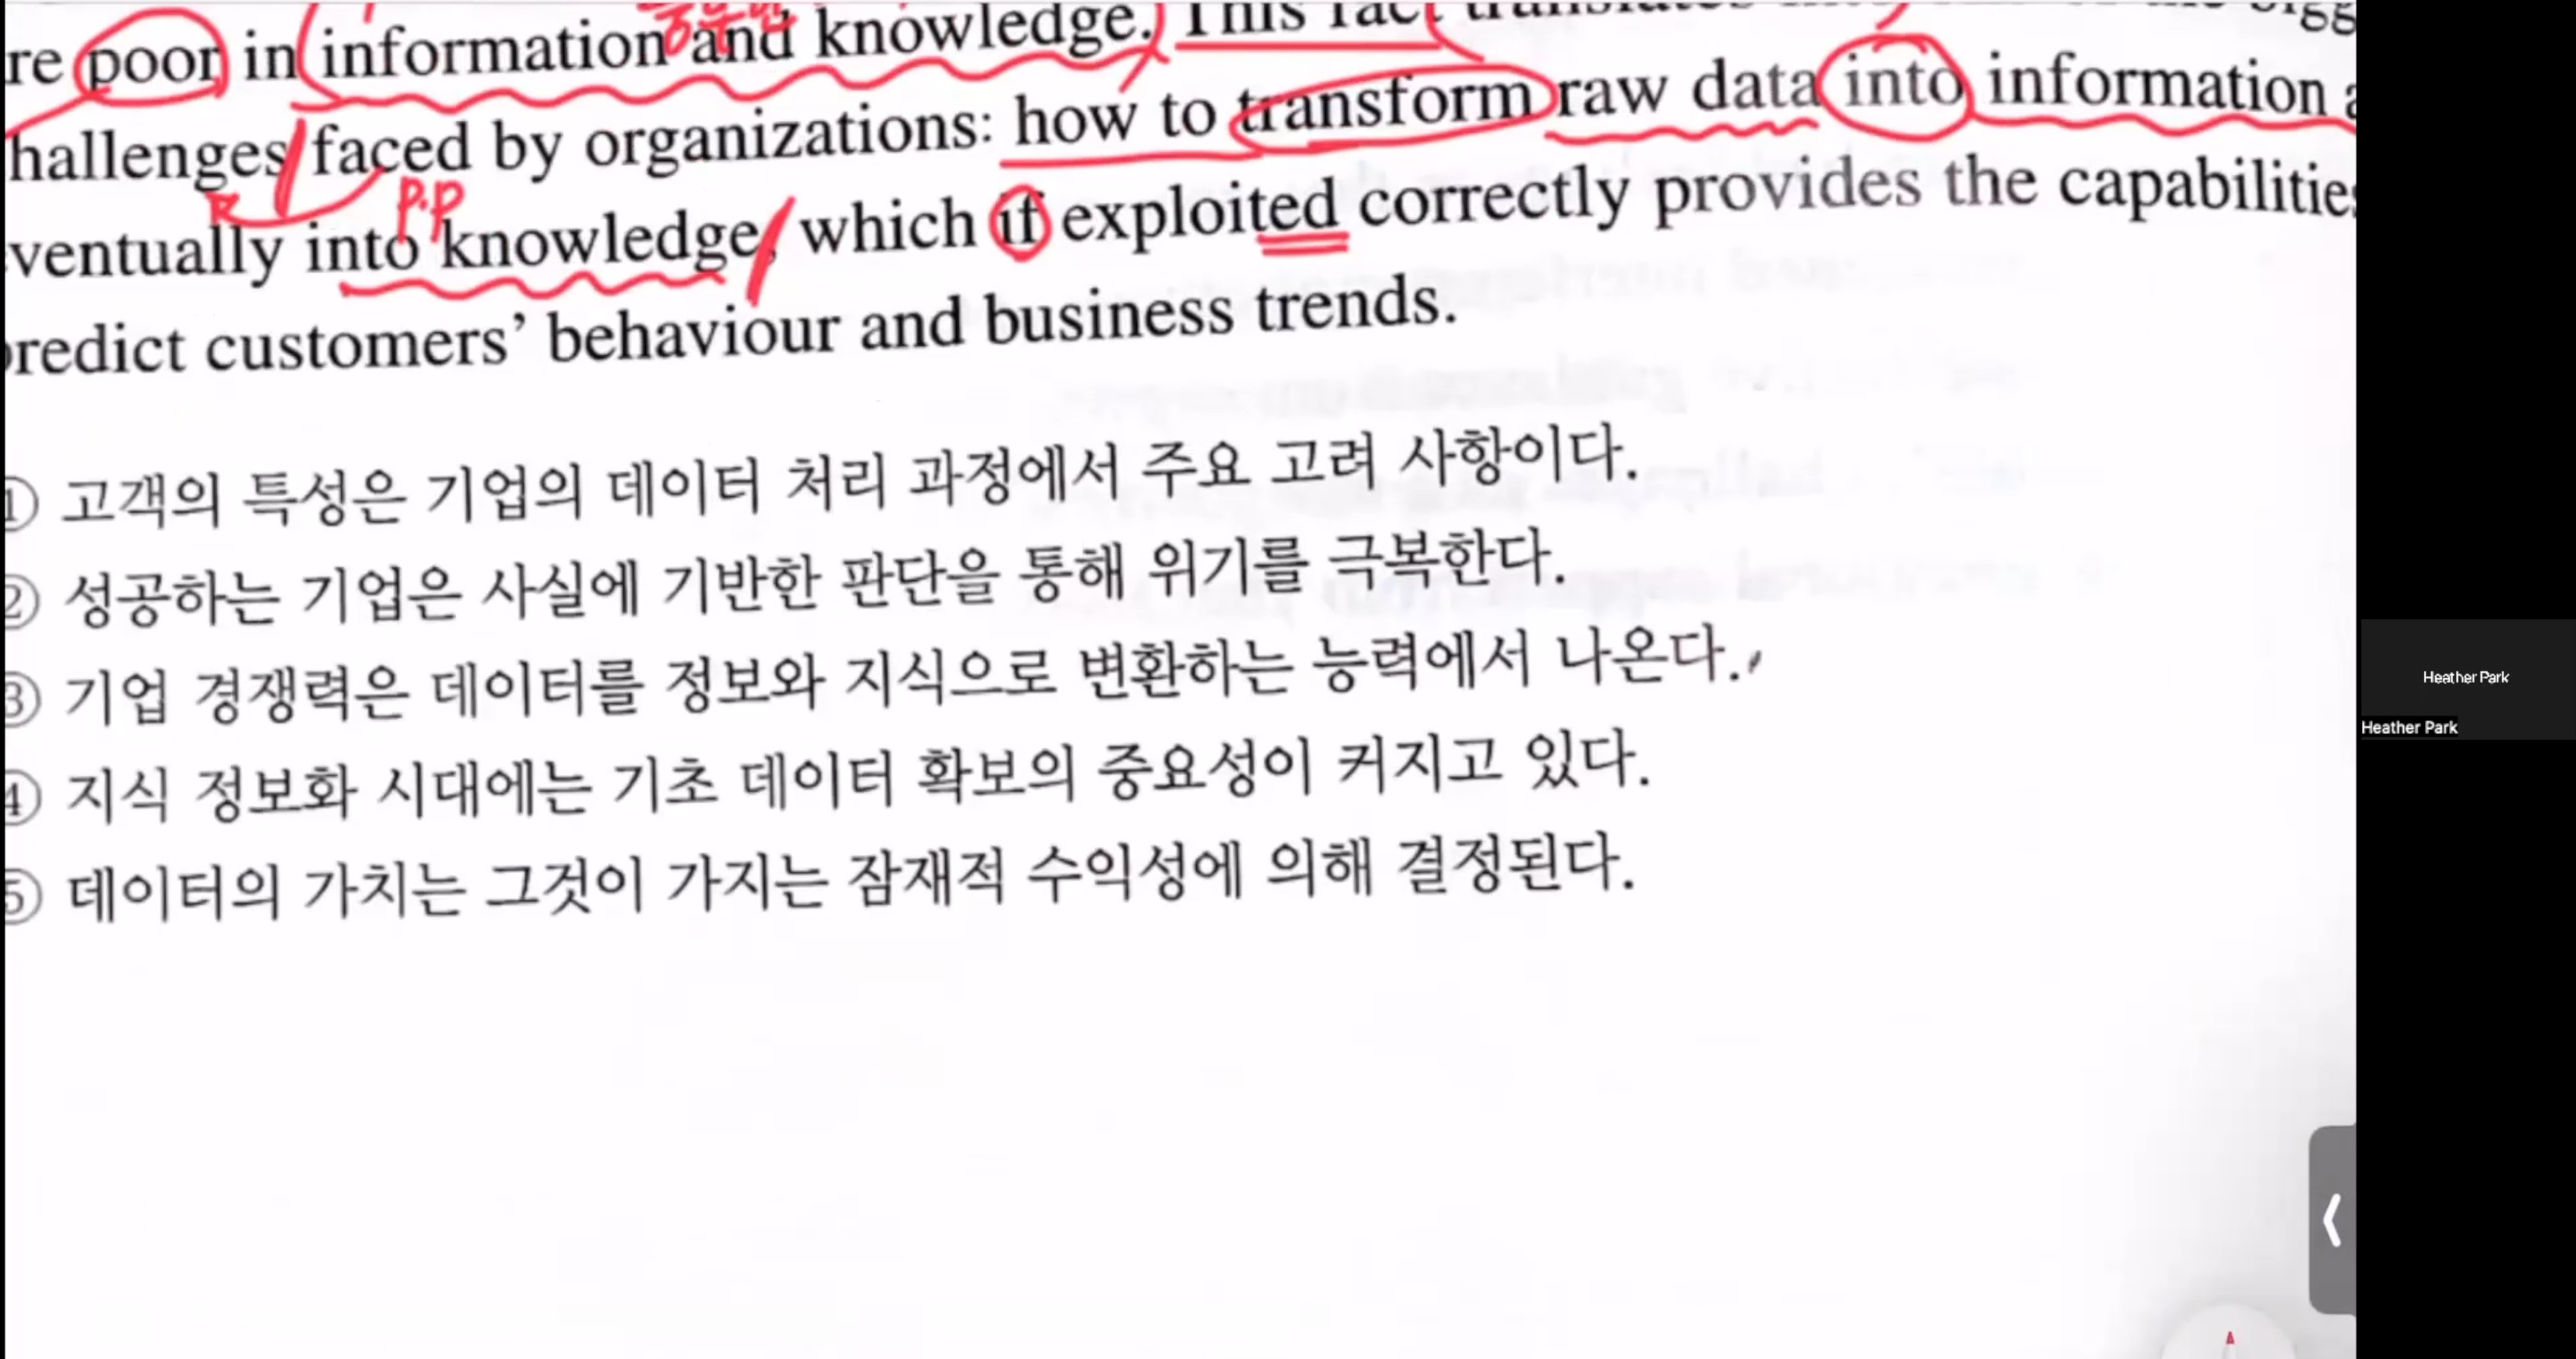 re poor in information and knowledge. This fact
hallenges faced by organizations: how to transform raw data into information a
p.p
ventually into knowledge, which if exploited correctly provides the capabilitie
redict customers' behaviour and business trends.
① 고객의 특성은 기업의 데이터 처리 과정에서 주요 고려 사항이다.
② 성공하는 기업은 사실에 기반한 판단을 통해 위기를 극복한다.
③ 기업 경쟁력은 데이터를 정보와 지식으로 변환하는 능력에서 나온다.
④ 지식 정보화 시대에는 기초 데이터 확보의 중요성이 커지고 있다.
⑤ 데이터의 가치는 그것이 가지는 잠재적 수익성에 의해 결정된다.
Heather Park
Heather Park